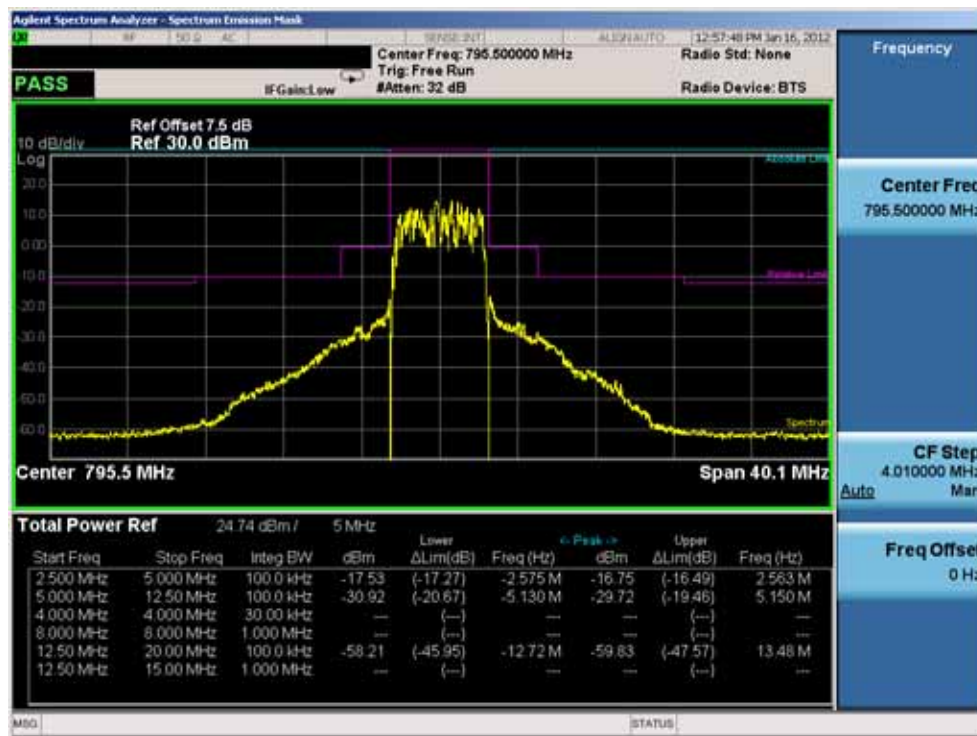 Agilent Spectrum Analyzer - Spectrum Emission Mask
RF 50 Ω AC SENSE:INT ALIGN AUTO 12:57:48 PM Jan 16, 2012
Center Freq: 795.500000 MHz Radio Std: None
Trig: Free Run
PASS IFGain:Low #Atten: 32 dB Radio Device: BTS
Ref Offset 7.5 dB
10 dB/div Ref 30.0 dBm
Log
Absolute Limit
20.0
10.0
0.00
-10.0
Relative Limit
-20.0
-30.0
-40.0
-50.0
-60.0
Spectrum
Center 795.5 MHz Span 40.1 MHz
Total Power Ref 24.74 dBm / 5 MHz
Lower <- Peak -> Upper
Start Freq Stop Freq Integ BW dBm ΔLim(dB) Freq (Hz) dBm ΔLim(dB) Freq (Hz)
2.500 MHz 5.000 MHz 100.0 kHz -17.53 (-17.27) -2.575 M -16.75 (-16.49) 2.563 M
5.000 MHz 12.50 MHz 100.0 kHz -30.92 (-20.67) -5.130 M -29.72 (-19.46) 5.150 M
4.000 MHz 4.000 MHz 30.00 kHz --- (---) --- --- (---) ---
8.000 MHz 8.000 MHz 1.000 MHz --- (---) --- --- (---) ---
12.50 MHz 20.00 MHz 100.0 kHz -58.21 (-45.95) -12.72 M -59.83 (-47.57) 13.48 M
12.50 MHz 15.00 MHz 1.000 MHz --- (---) --- --- (---) ---
MSG STATUS
Frequency
Center Freq
795.500000 MHz
CF Step
4.010000 MHz
Auto Man
Freq Offset
0 Hz